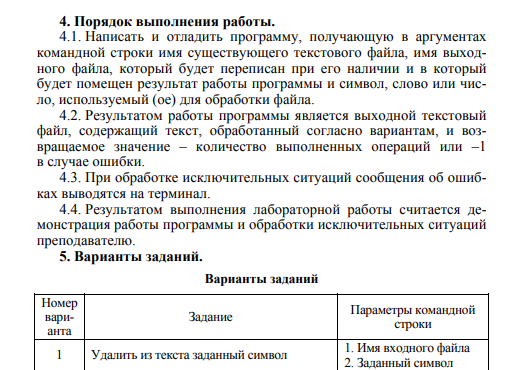 4. Порядок выполнения работы.
4.1. Написать и отладить программу, получающую в аргументах
командной строки имя существующего текстового файла, имя выход-
ного файла, который будет переписан при его наличии и в который
будет помещен результат работы программы и символ, слово или чис-
ло, используемый (ое) для обработки файла.
4.2. Результатом работы программы является выходной текстовый
файл, содержащий текст, обработанный согласно вариантам, и воз-
вращаемое значение – количество выполненных операций или –1
в случае ошибки.
4.3. При обработке исключительных ситуаций сообщения об ошиб-
ках выводятся на терминал.
4.4. Результатом выполнения лабораторной работы считается де-
монстрация работы программы и обработки исключительных ситуаций
преподавателю.
5. Варианты заданий.
Варианты заданий
Номер
вари-
анта
Задание
Параметры командной
строки
1
Удалить из текста заданный символ
1. Имя входного файла
2. Заданный символ